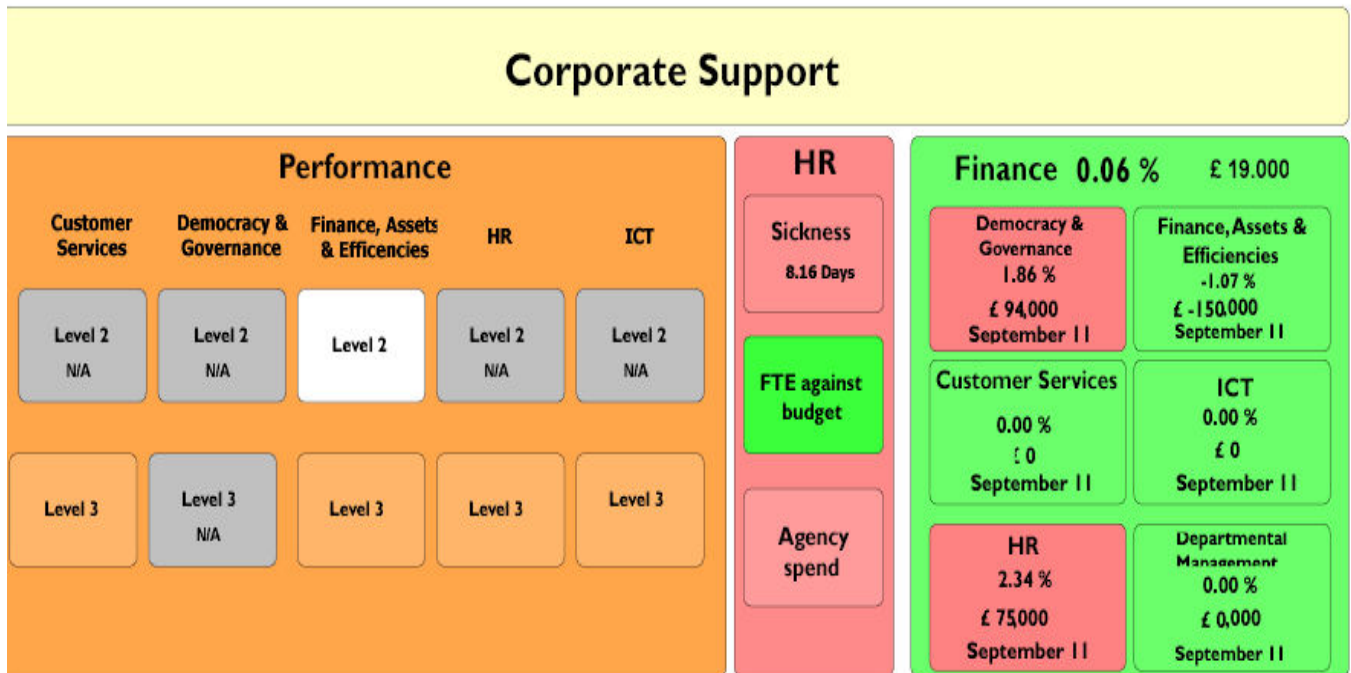 Corporate Support
Performance
Customer
Services
Democracy &
Governance
Finance, Assets
& Efficencies
HR
ICT
Level 2
N/A
Level 2
N/A
Level 2
Level 2
N/A
Level 2
N/A
Level 3
Level 3
N/A
Level 3
Level 3
Level 3
HR
Sickness
8.16 Days
FTE against
budget
Agency
spend
Finance 0.06 % £ 19.000
Democracy &
Governance
1.86 %
£ 94,000
September 11
Finance, Assets &
Efficiencies
-1.07 %
£ -150,000
September 11
Customer Services
0.00 %
£ 0
September 11
ICT
0.00 %
£ 0
September 11
HR
2.34 %
£ 75,000
September 11
Departmental
Management
0.00 %
£ 0,000
September 11